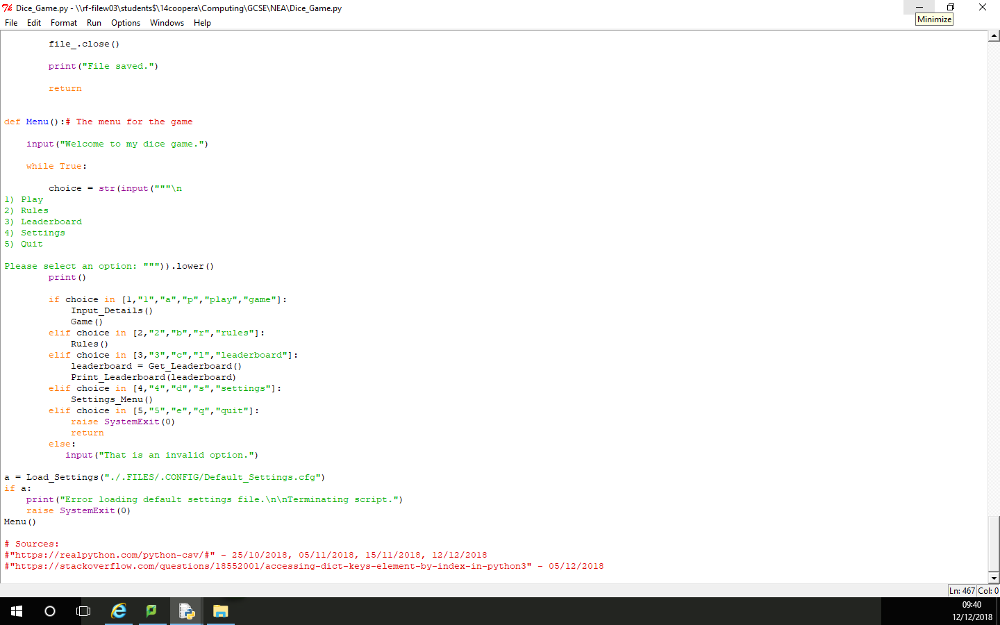 Dice_Game.py - \\rf-filew03\students$\14coopera\Computing\GCSE\NEA\Dice_Game.py
Minimize
File Edit Format Run Options Windows Help
file_.close()
print("File saved.")
return
def Menu():# The menu for the game
input("Welcome to my dice game.")
while True:
choice = str(input("""\n
1) Play
2) Rules
3) Leaderboard
4) Settings
5) Quit
Please select an option: """)).lower()
print()
if choice in [1,"1","a","p","play","game"]:
Input_Details()
Game()
elif choice in [2,"2","b","r","rules"]:
Rules()
elif choice in [3,"3","c","l","leaderboard"]:
leaderboard = Get_Leaderboard()
Print_Leaderboard(leaderboard)
elif choice in [4,"4","d","s","settings"]:
Settings_Menu()
elif choice in [5,"5","e","q","quit"]:
raise SystemExit(0)
return
else:
input("That is an invalid option.")
a = Load_Settings("./.FILES/.CONFIG/Default_Settings.cfg")
if a:
print("Error loading default settings file.\n\nTerminating script.")
raise SystemExit(0)
Menu()
# Sources:
#"https://realpython.com/python-csv/#" - 25/10/2018, 05/11/2018, 15/11/2018, 12/12/2018
#"https://stackoverflow.com/questions/18552001/accessing-dict-keys-element-by-index-in-python3" - 05/12/2018
Ln: 467 Col: 0
09:40
12/12/2018